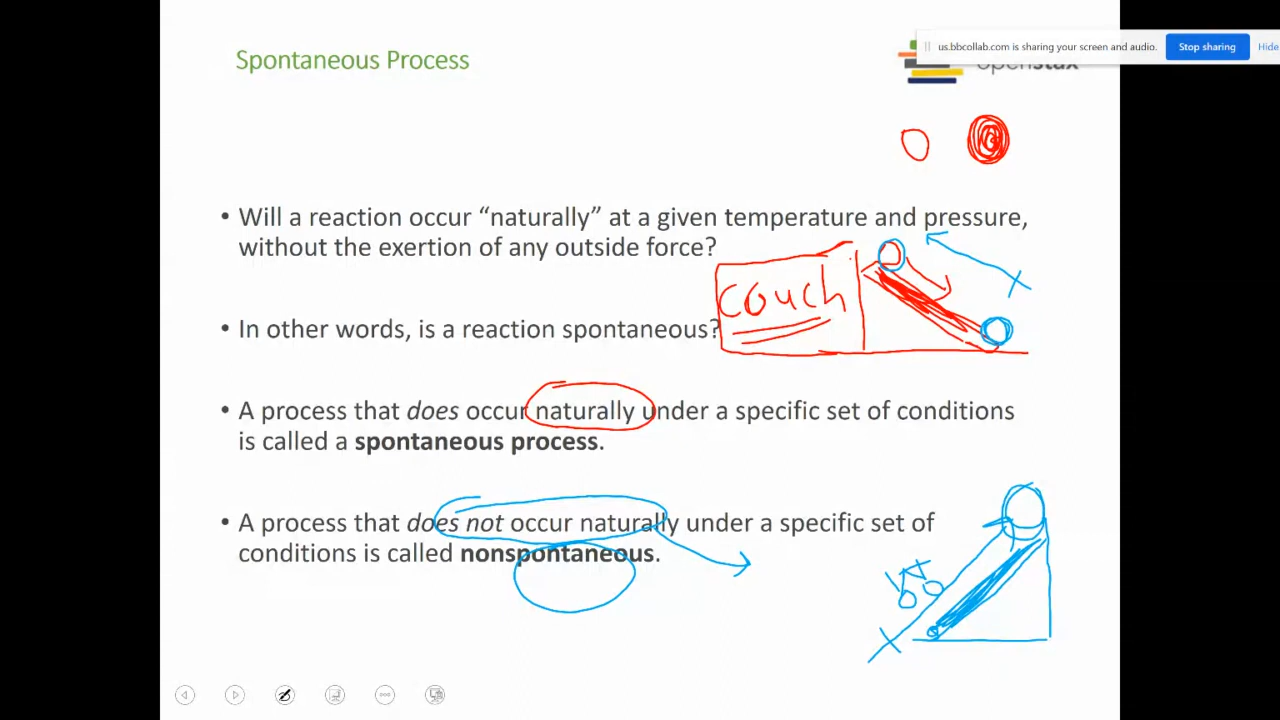 Spontaneous Process
us.bbcollab.com is sharing your screen and audio.
Stop sharing
Hide
openstax
• Will a reaction occur “naturally” at a given temperature and pressure,
without the exertion of any outside force?
couch
• In other words, is a reaction spontaneous?
• A process that does occur naturally under a specific set of conditions
is called a spontaneous process.
• A process that does not occur naturally under a specific set of
conditions is called nonspontaneous.